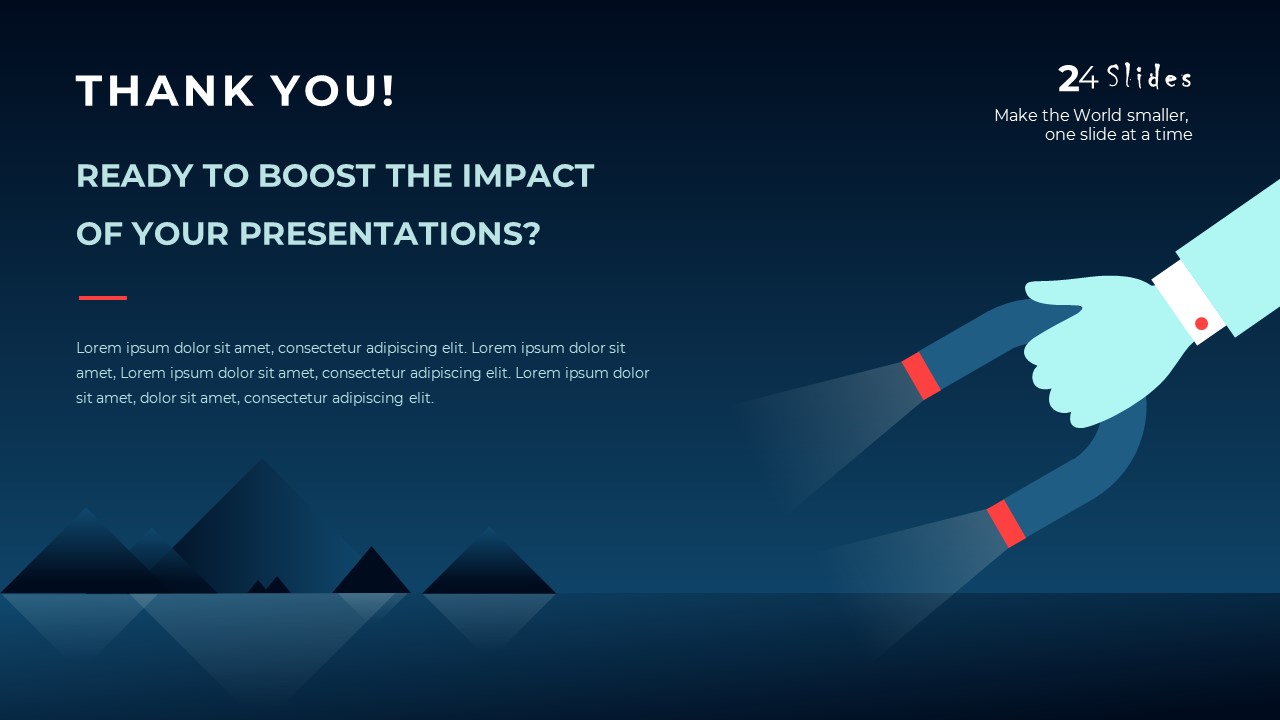 THANK YOU!
24 Slides
Make the World smaller,
one slide at a time
READY TO BOOST THE IMPACT
OF YOUR PRESENTATIONS?
Lorem ipsum dolor sit amet, consectetur adipiscing elit. Lorem ipsum dolor sit
amet, Lorem ipsum dolor sit amet, consectetur adipiscing elit. Lorem ipsum dolor
sit amet, dolor sit amet, consectetur adipiscing elit.